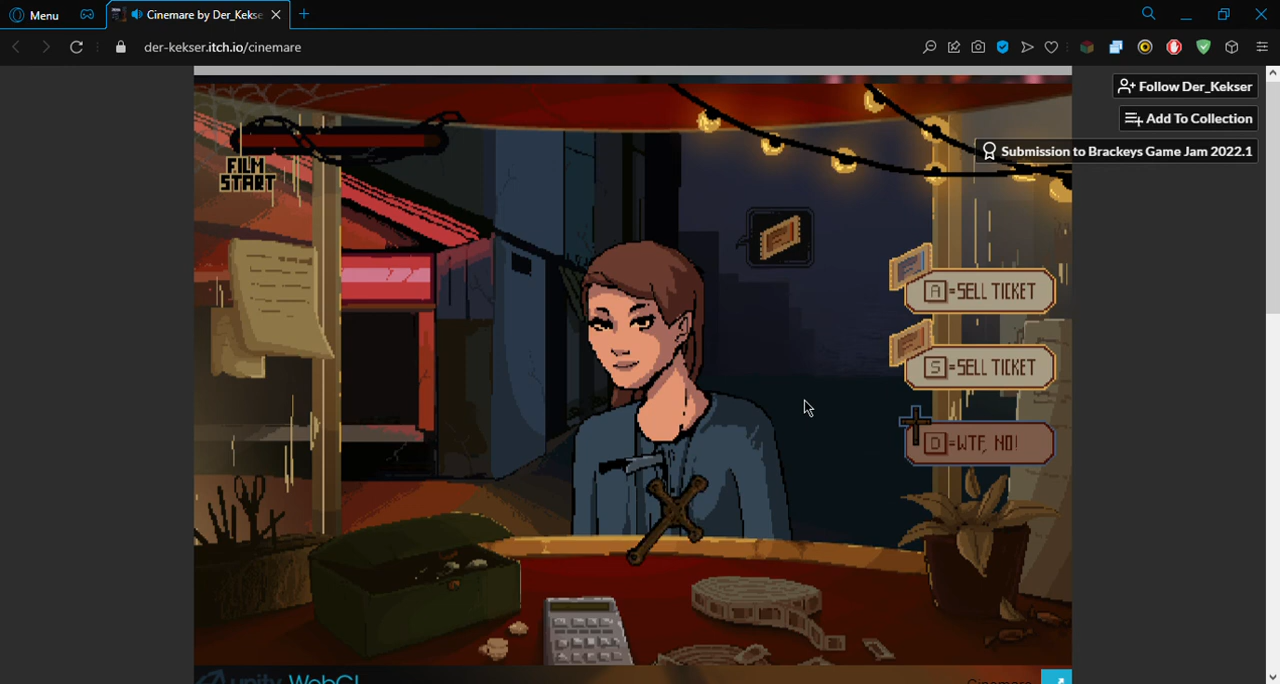 Menu
Cinemare by Der_Kekse
der-kekser.itch.io/cinemare
Follow Der_Kekser
Add To Collection
Submission to Brackeys Game Jam 2022.1
FILM
START
A =SELL TICKET
S =SELL TICKET
D =WTF, NO!
unity WebGL
Cinemare